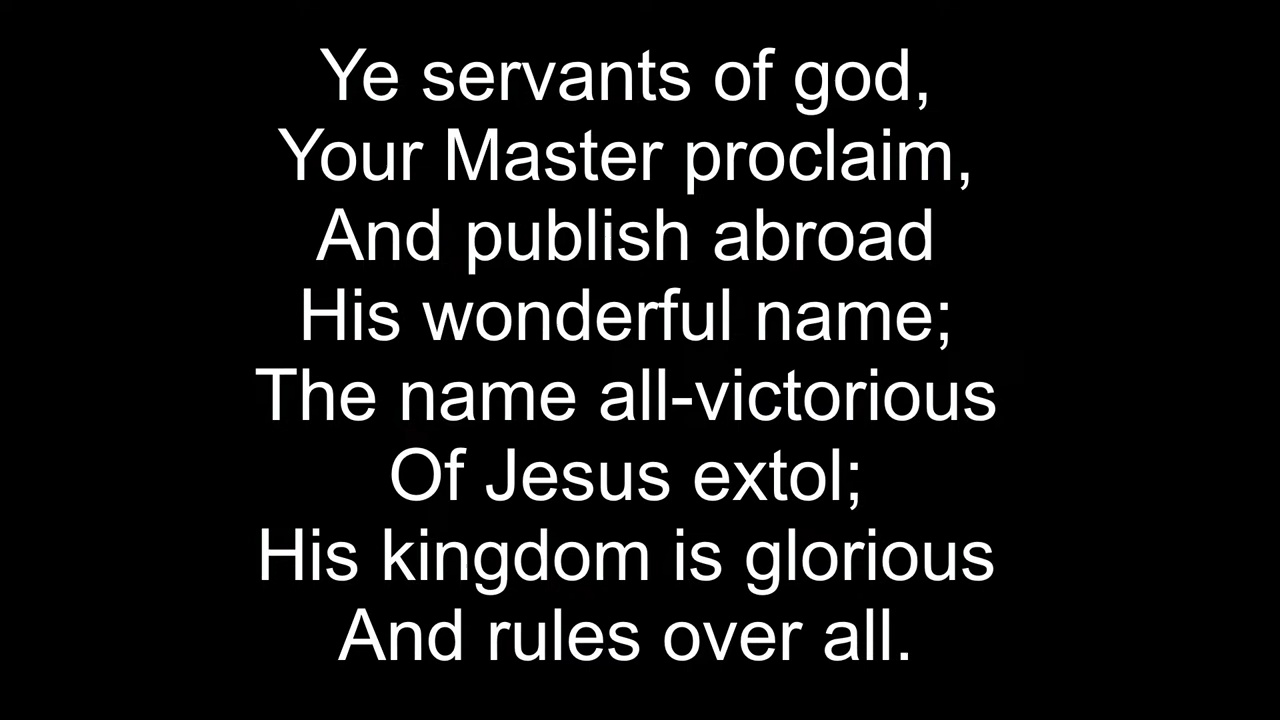 Ye servants of god,
Your Master proclaim,
And publish abroad
His wonderful name;
The name all-victorious
Of Jesus extol;
His kingdom is glorious
And rules over all.